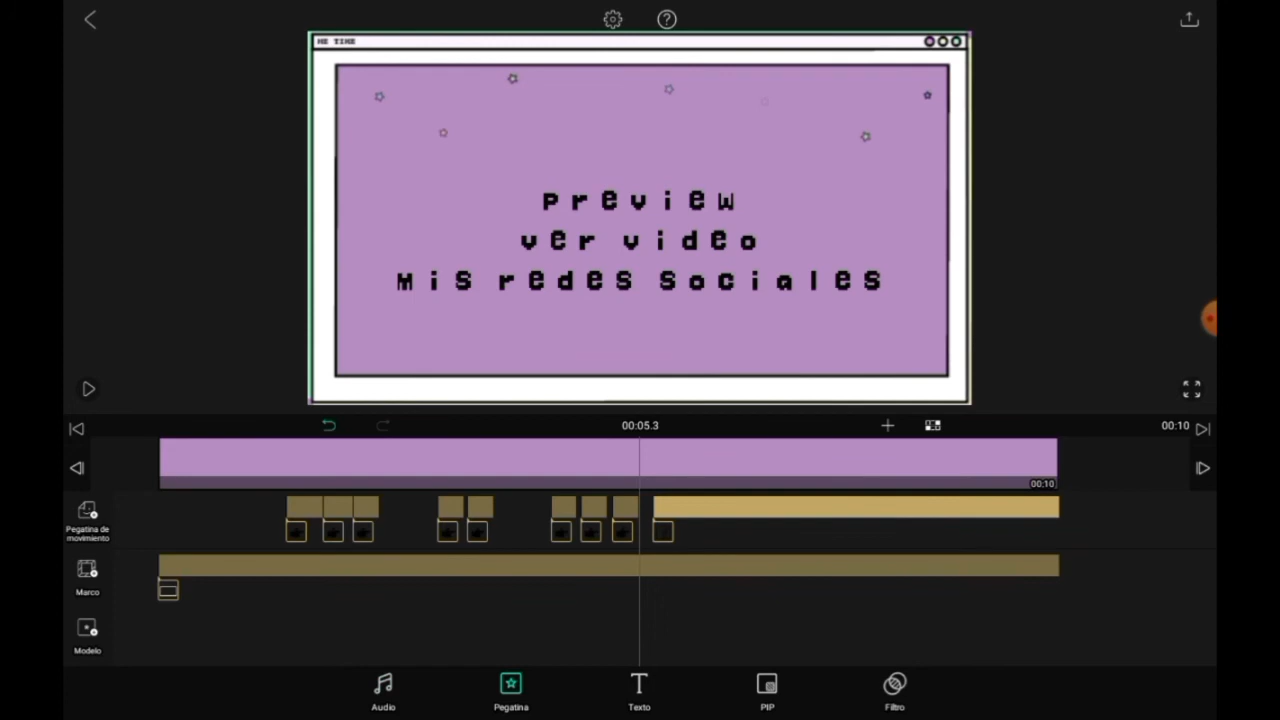 ME TIME
PreVieW
Ver Video
MiS redeS SocialeS
00:05.3
00:10
00:10
Pegatina de
movimiento
Marco
Modelo
Audio
Pegatina
Texto
PIP
Filtro